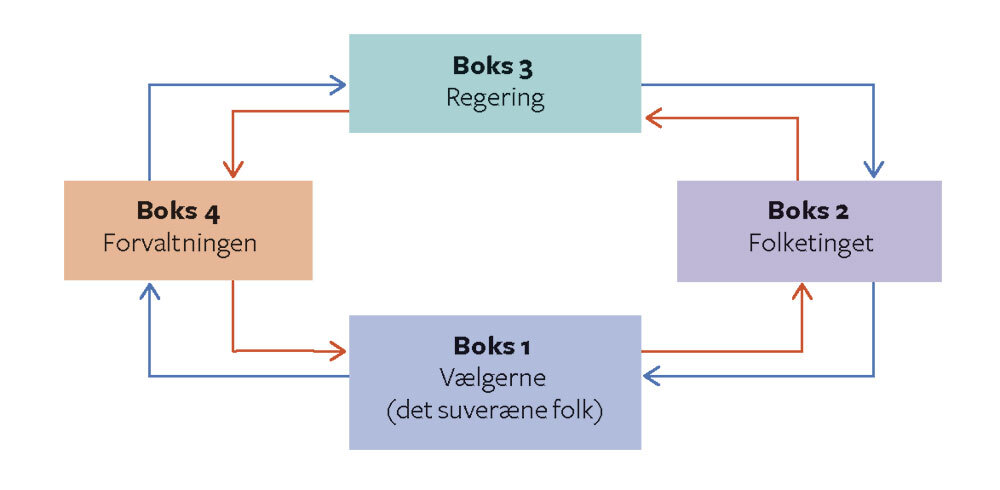 Boks 3
Regering
Boks 4
Forvaltningen
Boks 2
Folketinget
Boks 1
Vælgerne
(det suveræne folk)